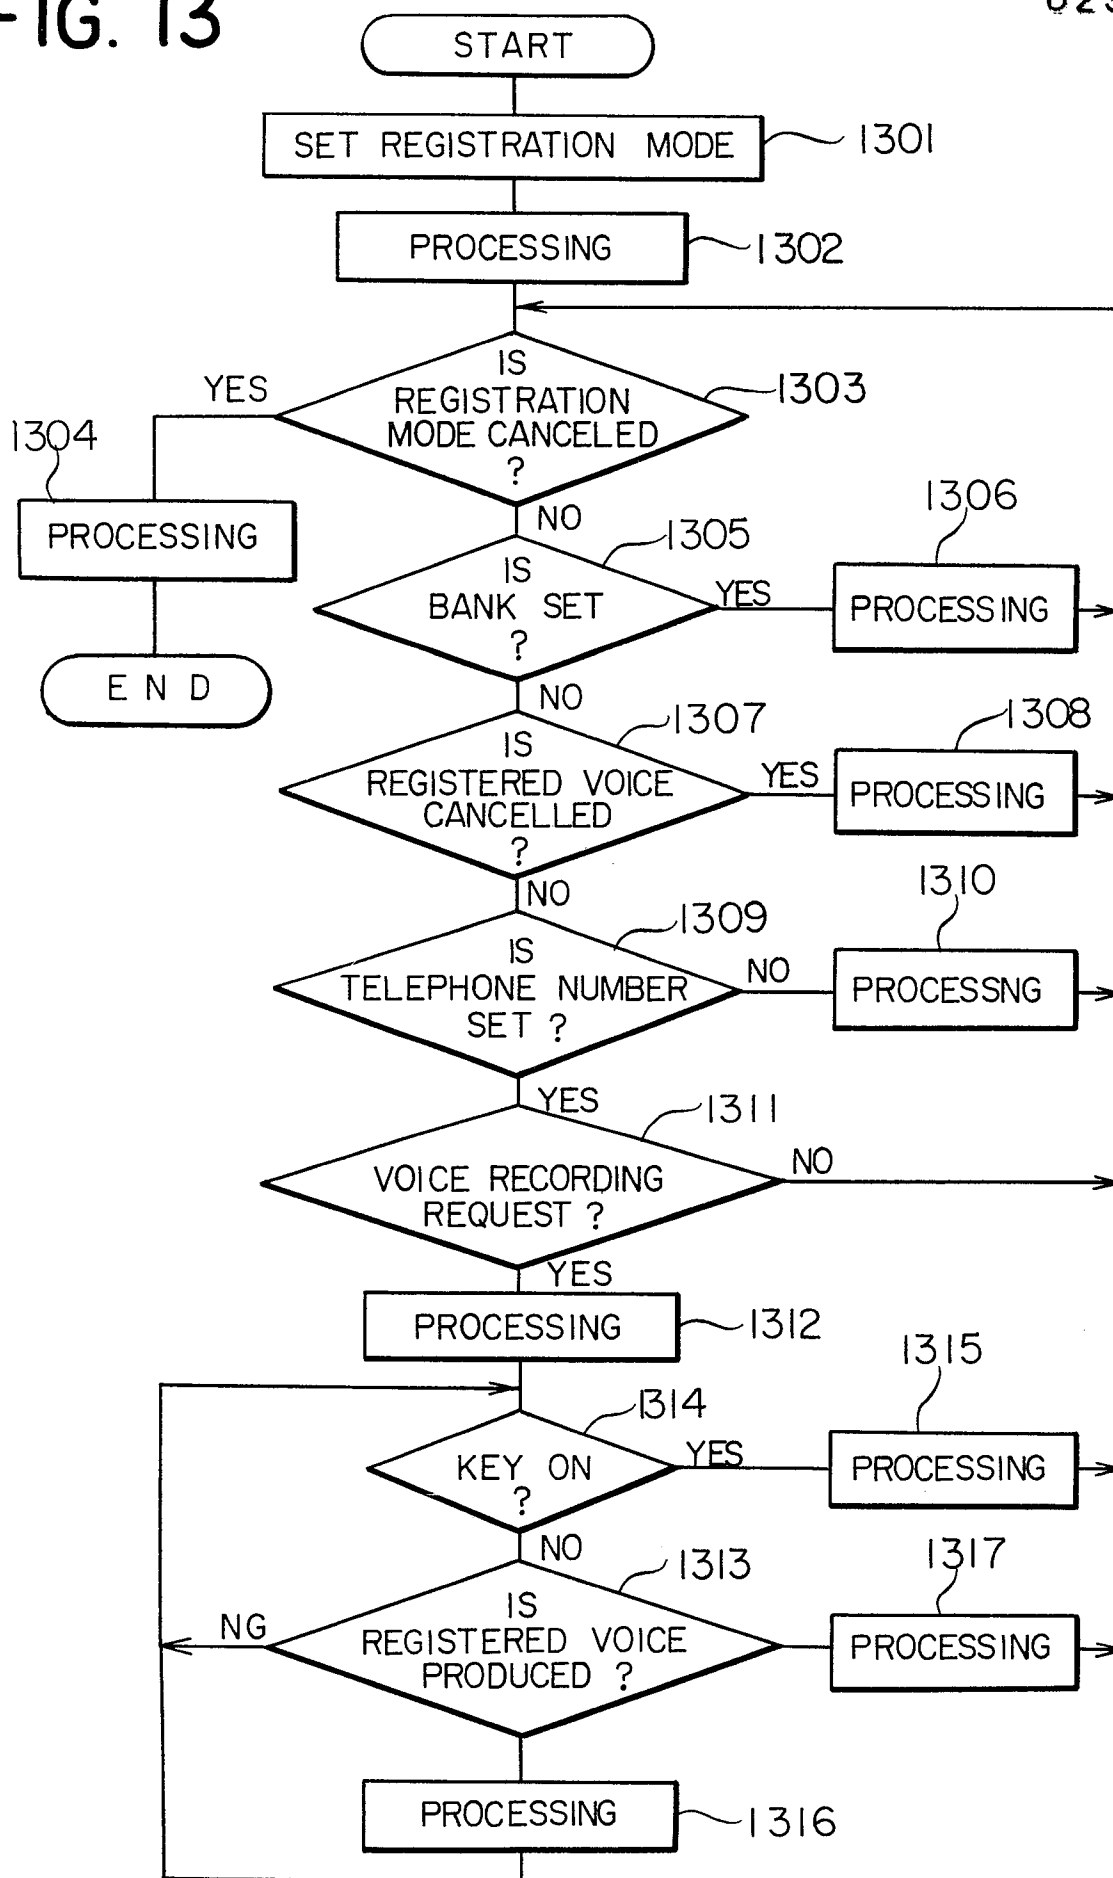 FIG. 13
START
SET REGISTRATION MODE
1301
PROCESSING
1302
IS
REGISTRATION
MODE CANCELED
?
1303
YES
1304
PROCESSING
END
NO
1305
IS
BANK SET
?
YES
1306
PROCESSING
NO
1307
IS
REGISTERED VOICE
CANCELLED
?
YES
1308
PROCESSING
NO
1309
IS
TELEPHONE NUMBER
SET ?
NO
1310
PROCESSNG
YES
1311
VOICE RECORDING
REQUEST ?
NO
YES
PROCESSING
1312
1314
KEY ON
?
YES
1315
PROCESSING
NO
1313
IS
REGISTERED VOICE
PRODUCED ?
NG
1317
PROCESSING
PROCESSING
1316